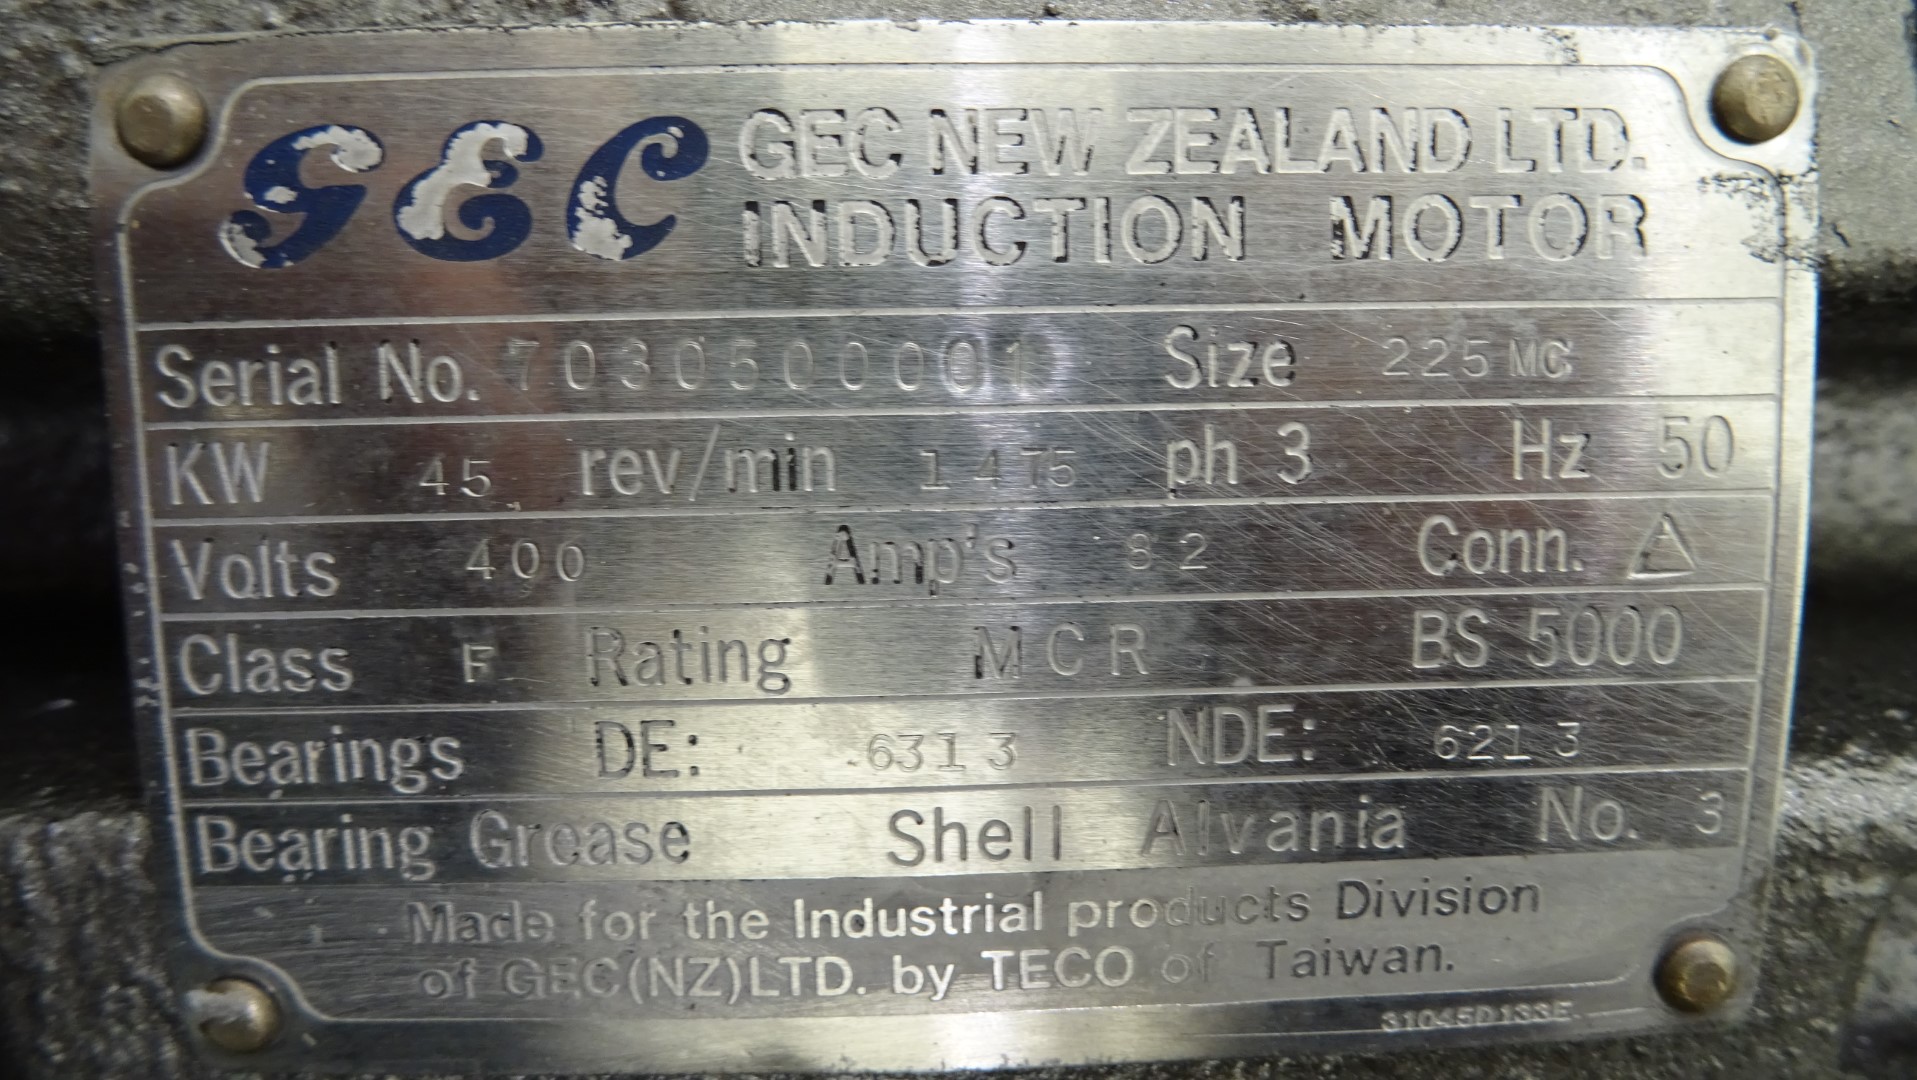 GEC GEC NEW ZEALAND LTD.
INDUCTION MOTOR
Serial No. 7030500001 Size 225MC
KW 45 rev/min 1475 ph 3 Hz 50
Volts 400 Amp's 82 Conn. △
Class F Rating MCR BS 5000
Bearings DE: 6313 NDE: 6213
Bearing Grease Shell Alvania No. 3
Made for the Industrial products Division
of GEC(NZ)LTD. by TECO of Taiwan.
31045D133E